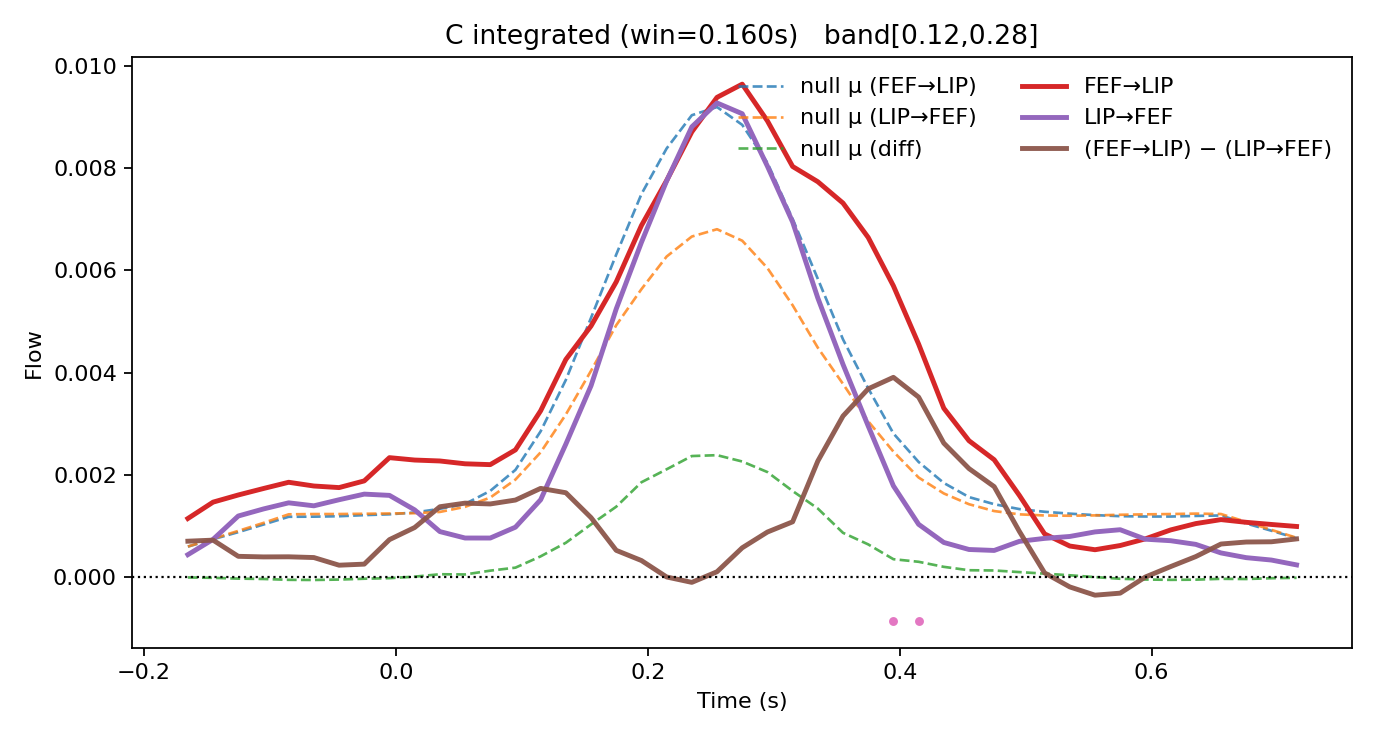 C integrated (win=0.160s)   band[0.12,0.28]
0.010
0.008
0.006
0.004
0.002
0.000
Flow
null μ (FEF→LIP)
null μ (LIP→FEF)
null μ (diff)
FEF→LIP
LIP→FEF
(FEF→LIP) − (LIP→FEF)
−0.2
0.0
0.2
0.4
0.6
Time (s)